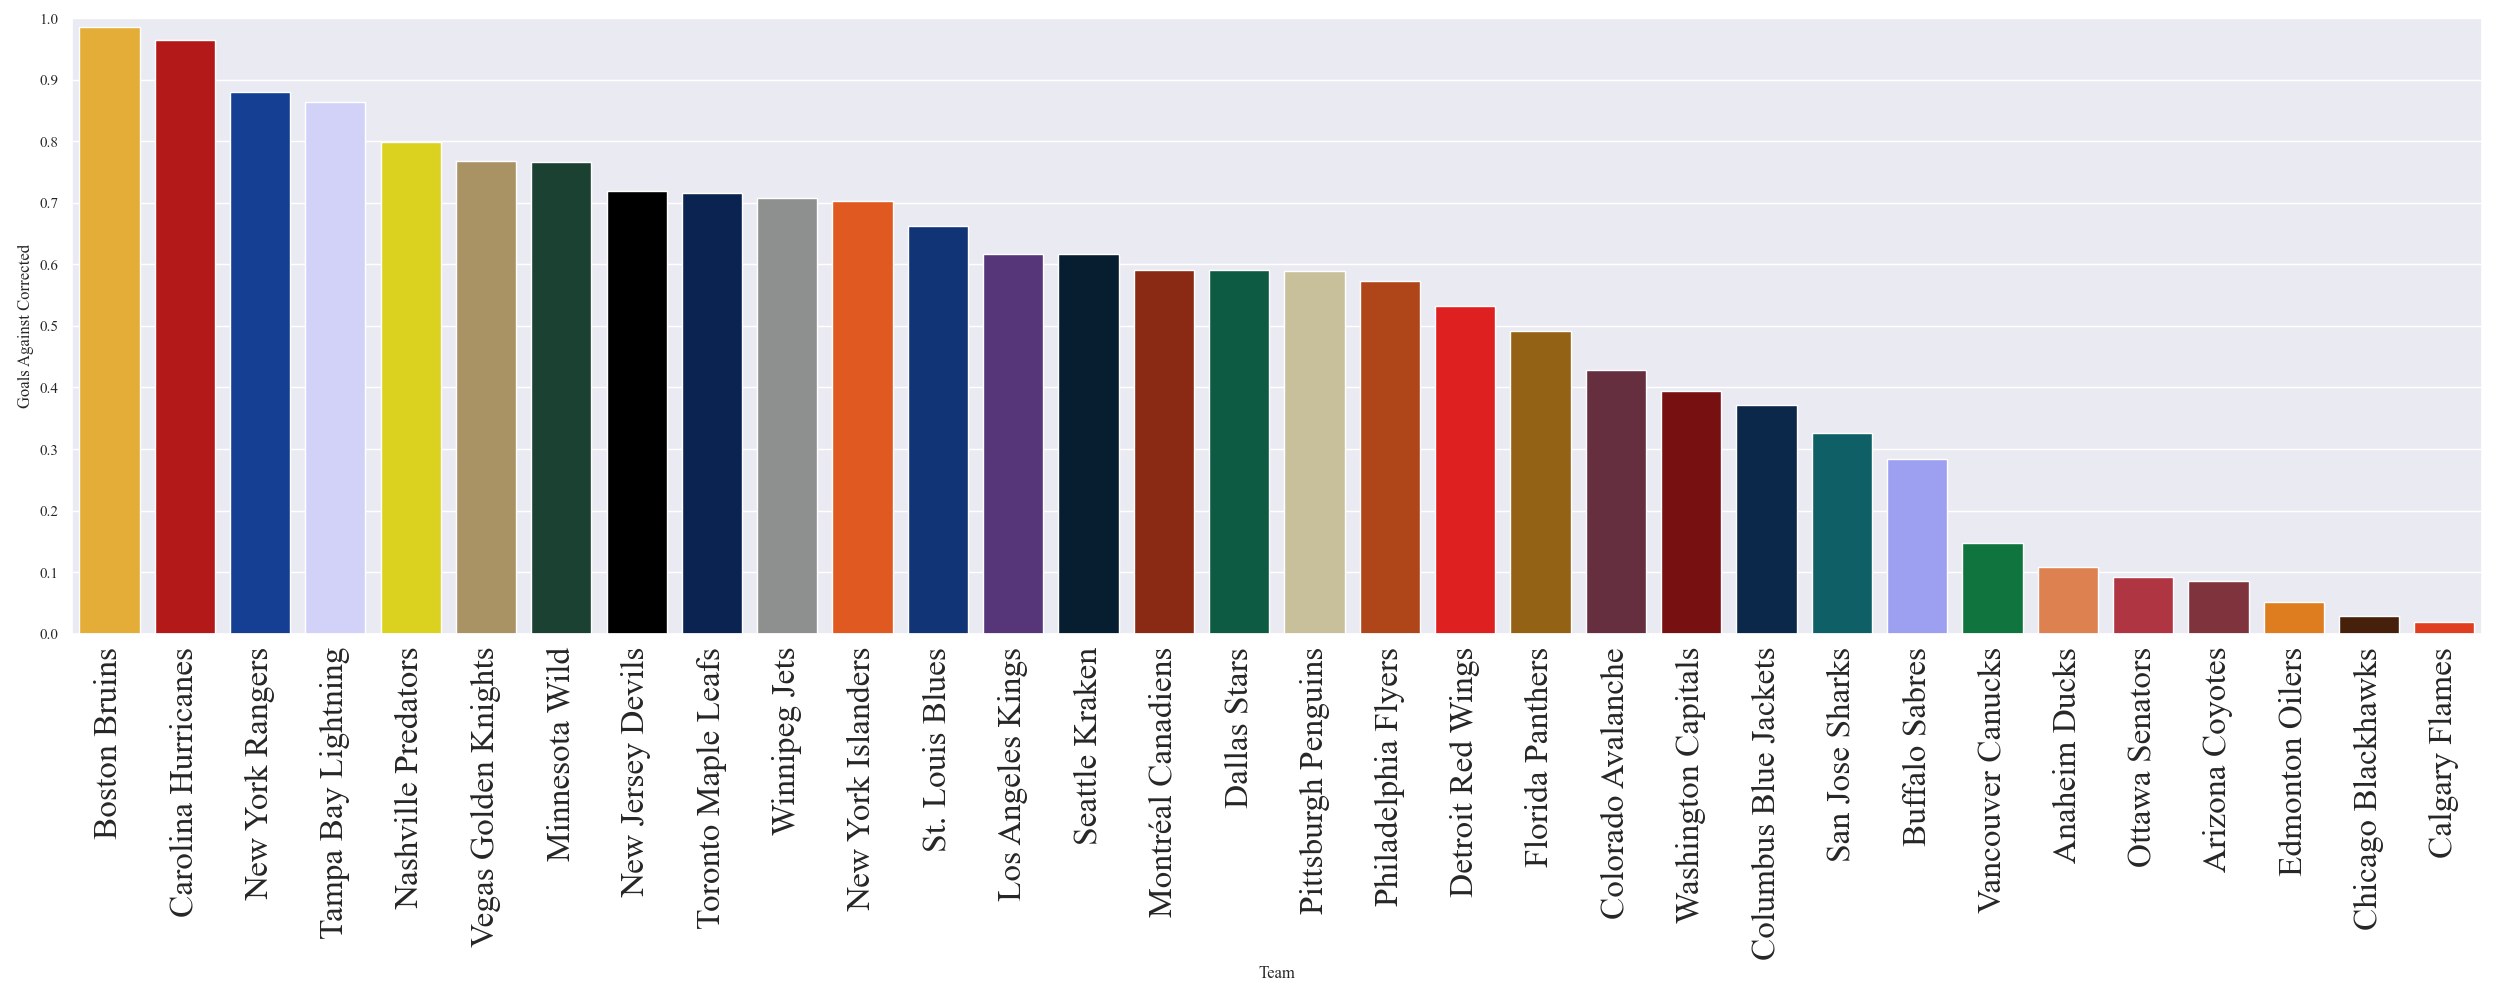 1.0
0.9
0.8
0.7
0.6
0.5
0.4
0.3
0.2
0.1
0.0
Goals Against Corrected
Boston Bruins
Carolina Hurricanes
New York Rangers
Tampa Bay Lightning
Nashville Predators
Vegas Golden Knights
Minnesota Wild
New Jersey Devils
Toronto Maple Leafs
Winnipeg Jets
New York Islanders
St. Louis Blues
Los Angeles Kings
Seattle Kraken
Montréal Canadiens
Dallas Stars
Pittsburgh Penguins
Philadelphia Flyers
Detroit Red Wings
Florida Panthers
Colorado Avalanche
Washington Capitals
Columbus Blue Jackets
San Jose Sharks
Buffalo Sabres
Vancouver Canucks
Anaheim Ducks
Ottawa Senators
Arizona Coyotes
Edmonton Oilers
Chicago Blackhawks
Calgary Flames
Team